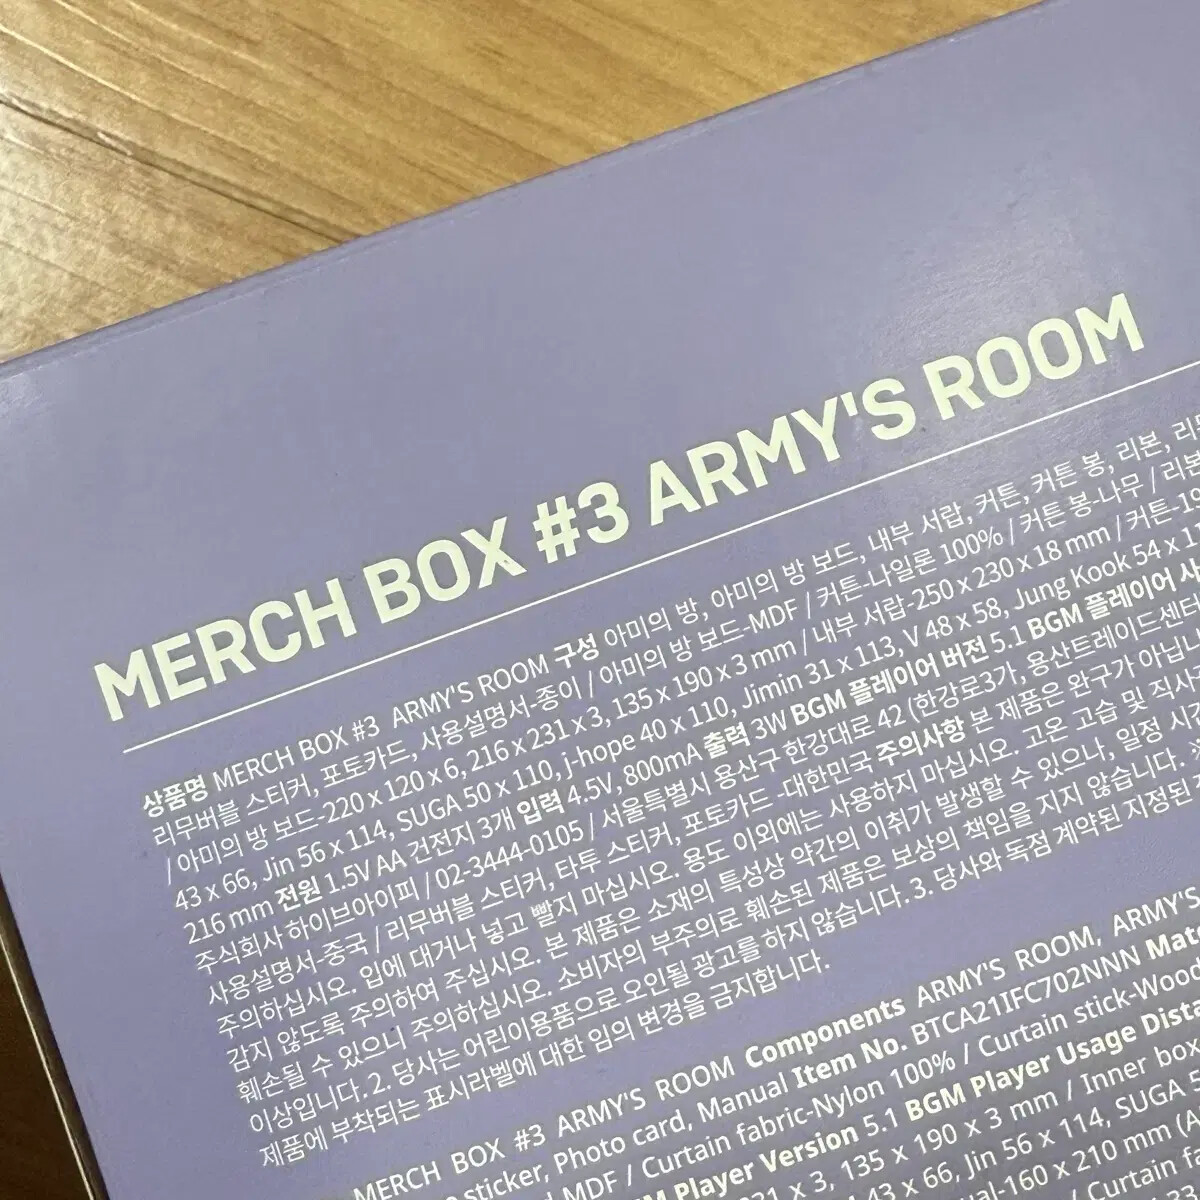 MERCH BOX #3 ARMY'S ROOM
상품명 MERCH BOX #3 ARMY'S ROOM 구성 아미의 방, 아미의 방 보드, 내부 서랍, 커튼, 커튼 봉, 리본,
리무버블 스티커, 포토카드, 사용설명서-종이 / 아미의 방 보드-MDF / 커튼-나일론 100% / 커튼 봉-나무 / 리본
/ 아미의 방 보드-220 x 120 x 6, 216 x 231 x 3, 135 x 190 x 3 mm / 내부 서랍-250 x 230 x 18 mm / 커튼-19
43 x 66, Jin 56 x 114, SUGA 50 x 110, j-hope 40 x 110, Jimin 31 x 113, V 48 x 58, Jung Kook 54 x 1
216 mm 전원 1.5V AA 건전지 3개 입력 4.5V, 800mA 출력 3W BGM 플레이어 버전 5.1 BGM 플레이어 사
주식회사 하이브아이피 / 02-3444-0105 / 서울특별시 용산구 한강대로 42 (한강로3가, 용산트레이드센터
사용설명서-중국 / 리무버블 스티커, 타투 스티커, 포토카드 -대한민국 주의사항 본 제품은 완구가 아닙니
주의하십시오. 입에 대거나 넣고 빨지 마십시오. 용도 이외에는 사용하지 마십시오. 고온 고습 및 직사
감지 않도록 주의하여 주십시오. 본 제품은 소재의 특성상 약간의 이취가 발생할 수 있으나, 일정 시
훼손될 수 있으니 주의하십시오. 소비자의 부주의로 훼손된 제품은 보상의 책임을 지지 않습니다.
이상입니다. 2. 당사는 어린이용품으로 오인될 광고를 하지 않습니다. 3. 당사와 독점 계약된 지정된
제품에 부착되는 표시라벨에 대한 임의 변경을 금지합니다.
MERCH BOX #3 ARMY'S ROOM Components ARMY'S ROOM, ARMY'S
sticker, Photo card, Manual Item No. BTCA21IFC702NNN Mate
MDF / Curtain fabric-Nylon 100% / Curtain stick-Wood
Player Version 5.1 BGM Player Usage Dista
x 3, 135 x 190 x 3 mm / Inner box
43 x 66, Jin 56 x 114, SUGA
160 x 210 mm (A
Curtain fa